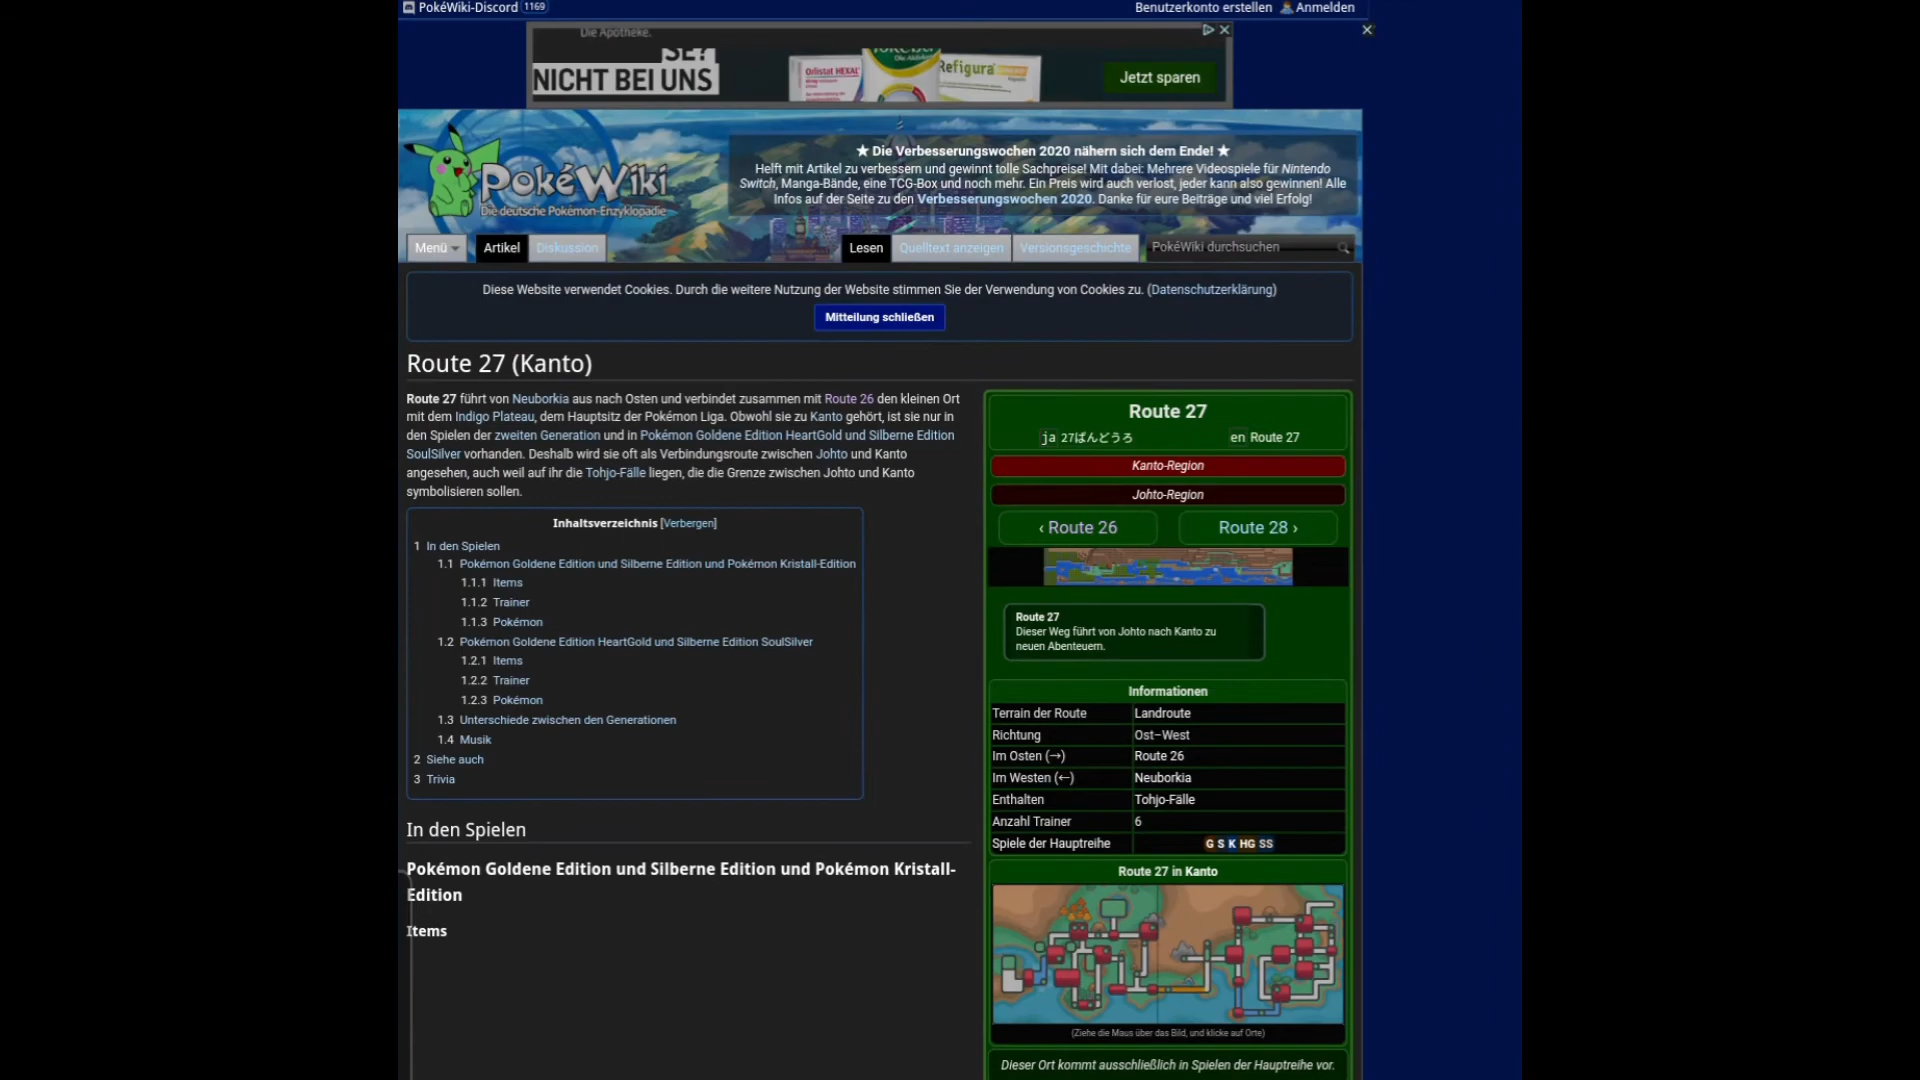 PokéWiki-Discord 1169
Benutzerkonto erstellen Anmelden
Die Apotheke.
SE?
NICHT BEI UNS
Orlistat HEXAL
Refigura
Jetzt sparen
PokéWiki
Die deutsche Pokémon-Enzyklopädie
★ Die Verbesserungswochen 2020 nähern sich dem Ende! ★
Helft mit Artikel zu verbessern und gewinnt tolle Sachpreise! Mit dabei: Mehrere Videospiele für Nintendo
Switch, Manga-Bände, eine TCG-Box und noch mehr. Ein Preis wird auch verlost, jeder kann also gewinnen! Alle
Infos auf der Seite zu den Verbesserungswochen 2020. Danke für eure Beiträge und viel Erfolg!
Menü Artikel Diskussion Lesen Quelltext anzeigen Versionsgeschichte PokéWiki durchsuchen
Diese Website verwendet Cookies. Durch die weitere Nutzung der Website stimmen Sie der Verwendung von Cookies zu. (Datenschutzerklärung)
Mitteilung schließen
Route 27 (Kanto)
Route 27 führt von Neuborkia aus nach Osten und verbindet zusammen mit Route 26 den kleinen Ort
mit dem Indigo Plateau, dem Hauptsitz der Pokémon Liga. Obwohl sie zu Kanto gehört, ist sie nur in
den Spielen der zweiten Generation und in Pokémon Goldene Edition HeartGold und Silberne Edition
SoulSilver vorhanden. Deshalb wird sie oft als Verbindungsroute zwischen Johto und Kanto
angesehen, auch weil auf ihr die Tohjo-Fälle liegen, die die Grenze zwischen Johto und Kanto
symbolisieren sollen.
Inhaltsverzeichnis [Verbergen]
1 In den Spielen
1.1 Pokémon Goldene Edition und Silberne Edition und Pokémon Kristall-Edition
1.1.1 Items
1.1.2 Trainer
1.1.3 Pokémon
1.2 Pokémon Goldene Edition HeartGold und Silberne Edition SoulSilver
1.2.1 Items
1.2.2 Trainer
1.2.3 Pokémon
1.3 Unterschiede zwischen den Generationen
1.4 Musik
2 Siehe auch
3 Trivia
In den Spielen
Pokémon Goldene Edition und Silberne Edition und Pokémon Kristall-
Edition
Items
Route 27
ja 27ばんどうろ en Route 27
Kanto-Region
Johto-Region
‹ Route 26 Route 28 ›
Route 27
Dieser Weg führt von Johto nach Kanto zu
neuen Abenteuern.
Informationen
Terrain der Route Landroute
Richtung Ost–West
Im Osten (→) Route 26
Im Westen (←) Neuborkia
Enthalten Tohjo-Fälle
Anzahl Trainer 6
Spiele der Hauptreihe G S K HG SS
Route 27 in Kanto
(Ziehe die Maus über das Bild, und klicke auf Orte)
Dieser Ort kommt ausschließlich in Spielen der Hauptreihe vor.